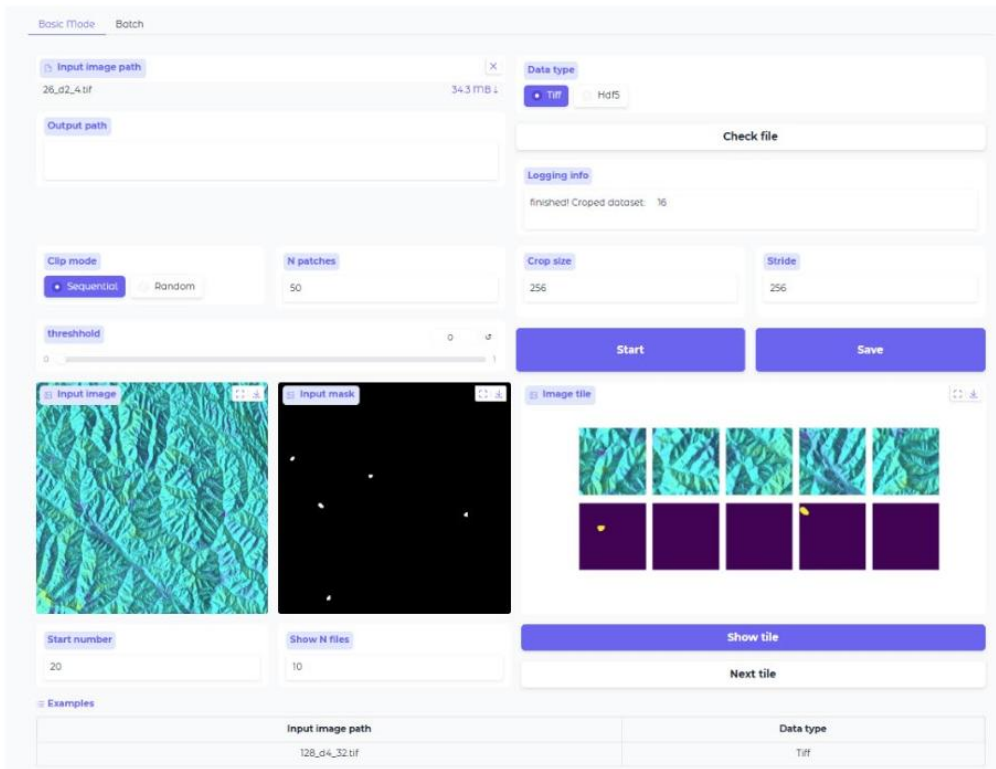 Basic Mode Batch
Input image path
26_d2_4.tif 34.3 MB ↓
Output path
Data type
Tiff Hdf5
Check file
Logging info
finished! Croped dataset: 16
Clip mode
Sequential Random
N patches
50
Crop size
256
Stride
256
threshhold 0
0 1
Start
Save
Input image
Input mask
Image tile
Start number
20
Show N files
10
Show tile
Next tile
Examples
Input image path Data type
128_d4_32.tif Tiff